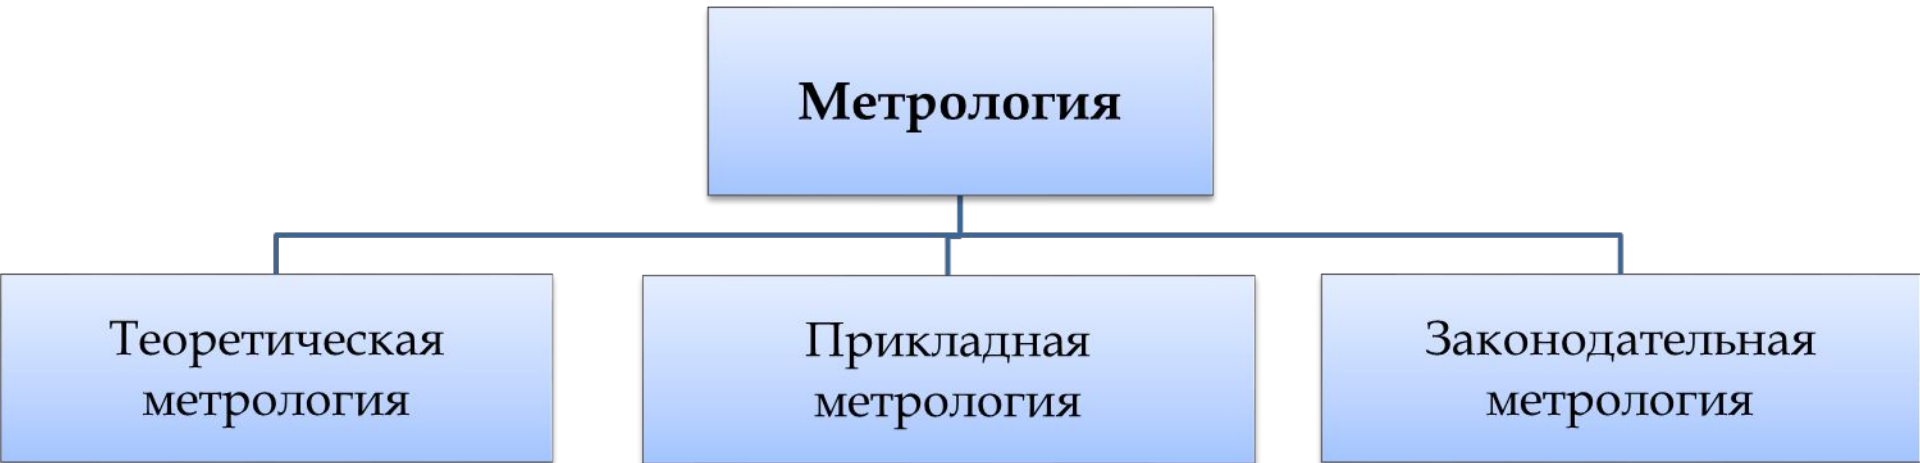 Метрология
Теоретическая
метрология
Прикладная
метрология
Законодательная
метрология